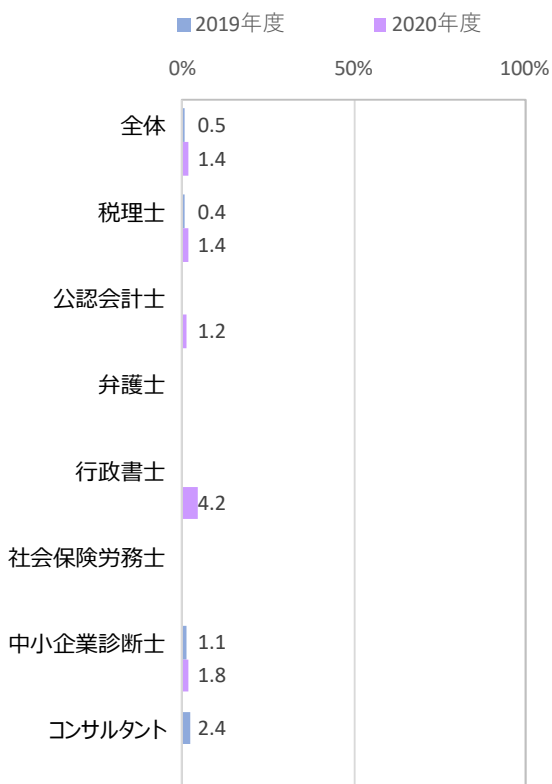 2019年度 2020年度
0% 50% 100%
全体 0.5
1.4
税理士 0.4
1.4
公認会計士
1.2
弁護士
行政書士
4.2
社会保険労務士
中小企業診断士 1.1
1.8
コンサルタント 2.4